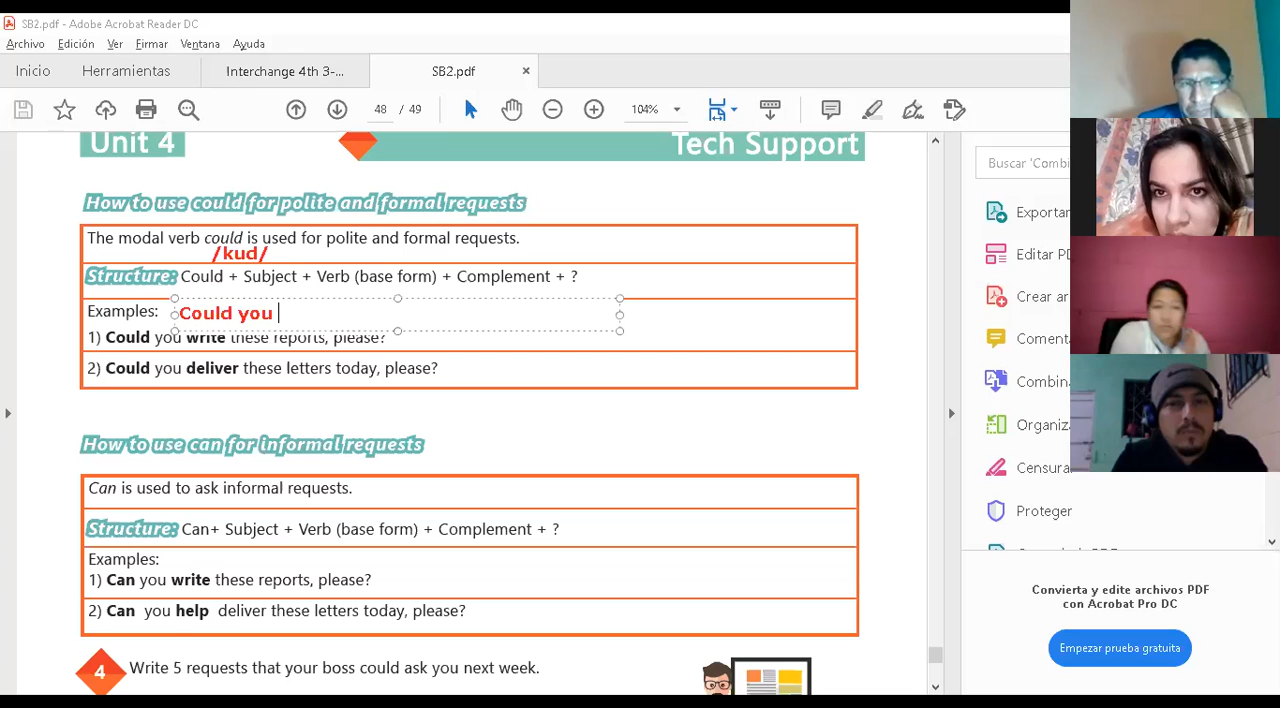 SB2.pdf - Adobe Acrobat Reader DC
Archivo Edición Ver Firmar Ventana Ayuda
Inicio Herramientas Interchange 4th 3-... SB2.pdf ×
48 / 49 104%
Unit 4 Tech Support
Buscar 'Comb
How to use could for polite and formal requests
The modal verb could is used for polite and formal requests.
/kud/
Structure: Could + Subject + Verb (base form) + Complement + ?
Examples: Could you
1) Could you write these reports, please?
2) Could you deliver these letters today, please?
How to use can for informal requests
Can is used to ask informal requests.
Structure: Can+ Subject + Verb (base form) + Complement + ?
Examples:
1) Can you write these reports, please?
2) Can you help deliver these letters today, please?
4 Write 5 requests that your boss could ask you next week.
Exportar
Editar PD
Crear ar
Comenta
Combin
Organiz
Censura
Proteger
Convierta y edite archivos PDF
con Acrobat Pro DC
Empezar prueba gratuita